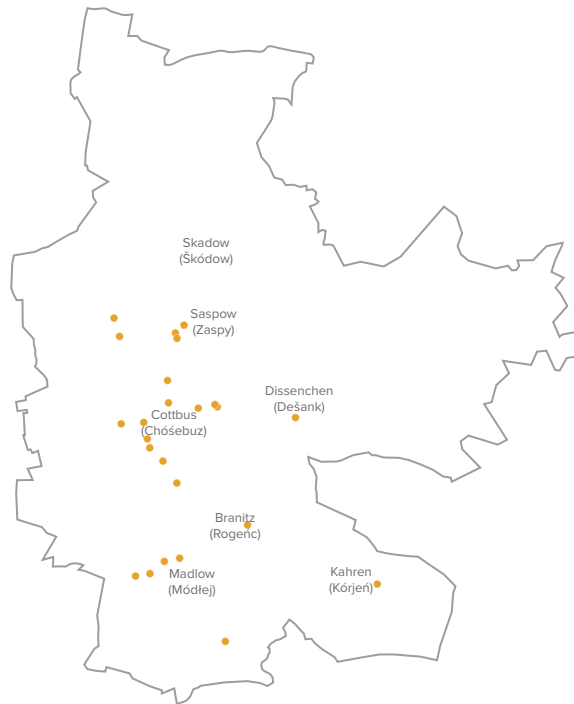 Skadow
(Škódow)
Saspow
(Zaspy)
Dissenchen
(Dešank)
Cottbus
(Chóśebuz)
Branitz
(Rogeńc)
Madlow
(Módłej)
Kahren
(Kórjeń)